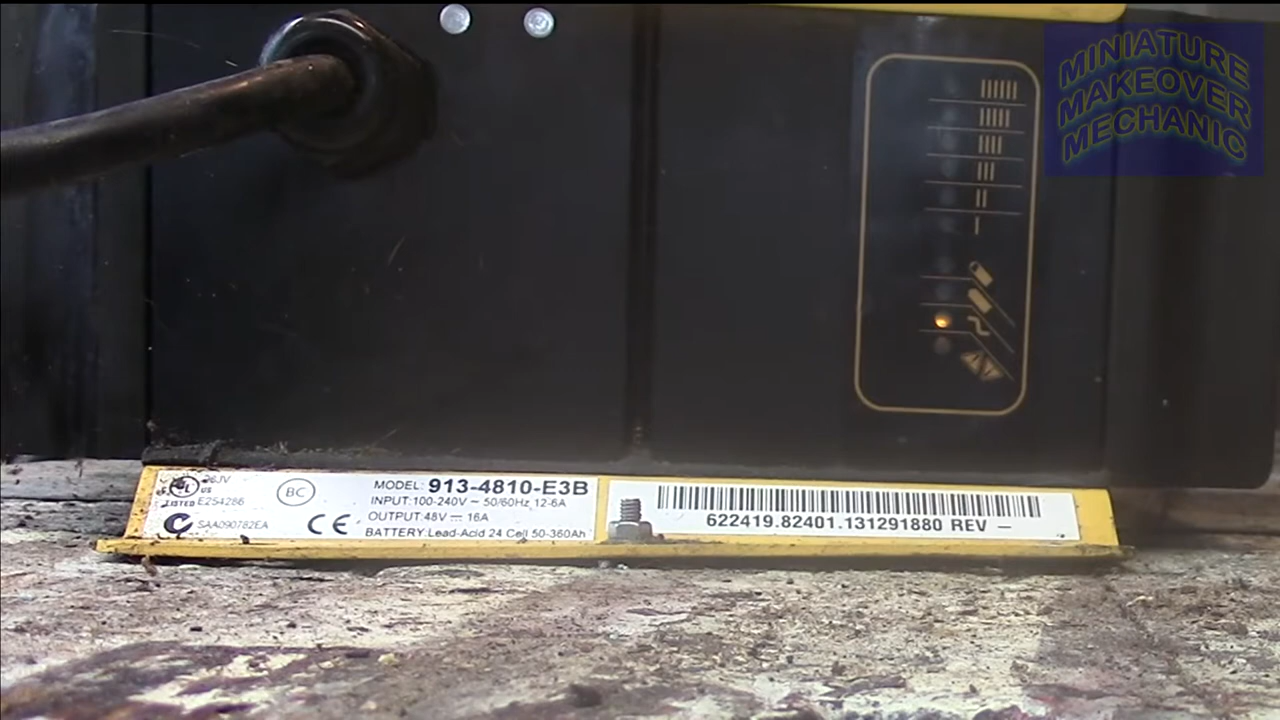 MINIATURE
MAKEOVER
MECHANIC
UL
US
LISTED
E254286
BC
SAA090782EA
CE
MODEL: 913-4810-E3B
INPUT: 100-240V ~ 50/60Hz 12-6A
OUTPUT: 48V ⎓ 16A
BATTERY: Lead-Acid 24 Cell 50-360Ah
622419.82401.131291880 REV –